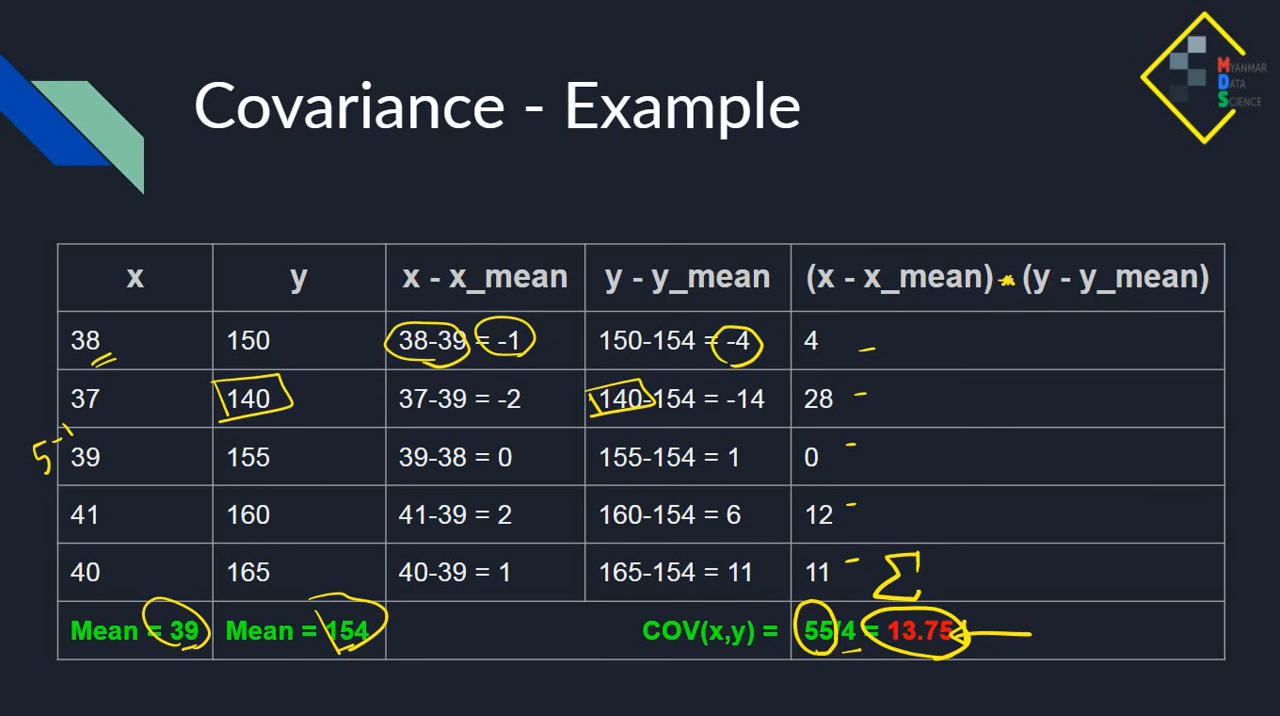 MYANMAR
DATA
SCIENCE
Covariance - Example
x y x - x_mean y - y_mean (x - x_mean) * (y - y_mean)
38 150 38-39 = -1 150-154 = -4 4
37 140 37-39 = -2 140-154 = -14 28
5 39 155 39-38 = 0 155-154 = 1 0
41 160 41-39 = 2 160-154 = 6 12
40 165 40-39 = 1 165-154 = 11 11 Σ
Mean = 39 Mean = 154 COV(x,y) = 55/4 = 13.75